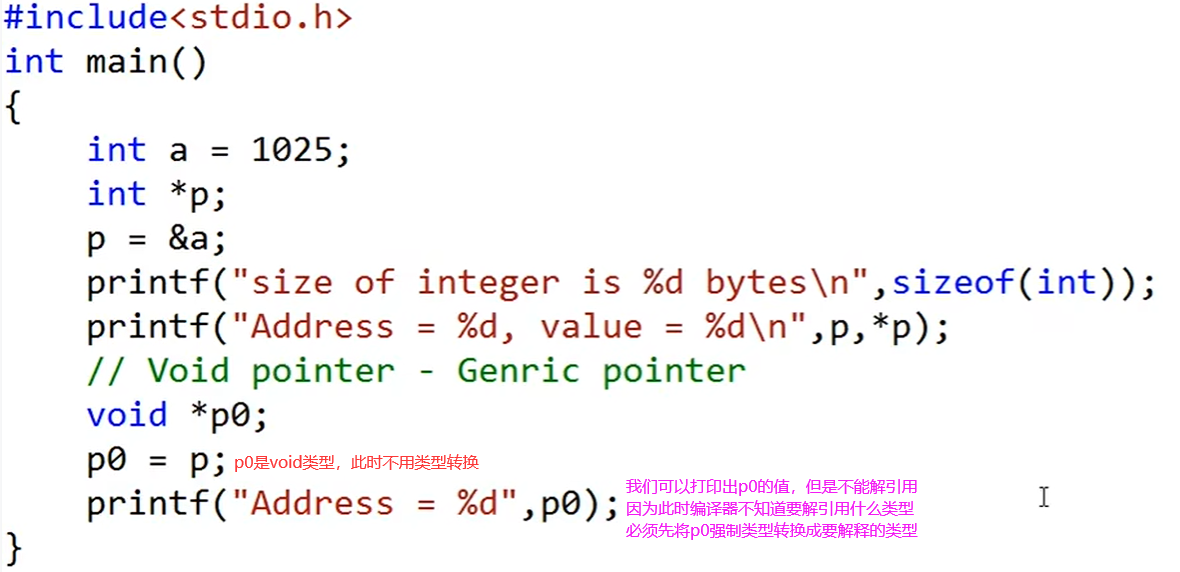 #include<stdio.h>
int main()
{
    int a = 1025;
    int *p;
    p = &a;
    printf("size of integer is %d bytes\n",sizeof(int));
    printf("Address = %d, value = %d\n",p,*p);
    // Void pointer - Genric pointer
    void *p0;
    p0 = p; p0是void类型，此时不用类型转换
    printf("Address = %d",p0); 我们可以打印出p0的值，但是不能解引用
因为此时编译器不知道要解引用什么类型
必须先将p0强制类型转换成要解释的类型
}